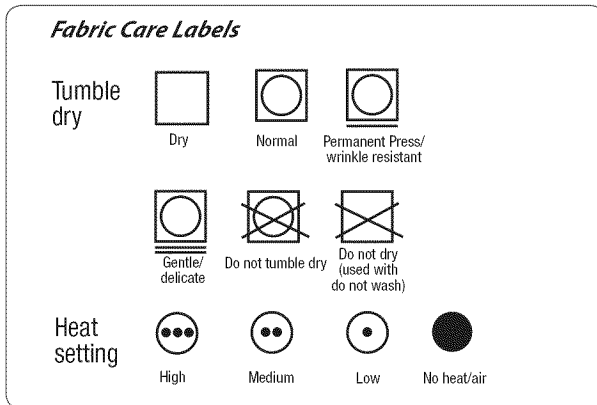 Fabric Care Labels
Tumble
dry
Dry
Normal
Permanent Press/
wrinkle resistant
Gentle/
delicate
Do not tumble dry
Do not dry
(used with
do not wash)
Heat
setting
High
Medium
Low
No heat/air